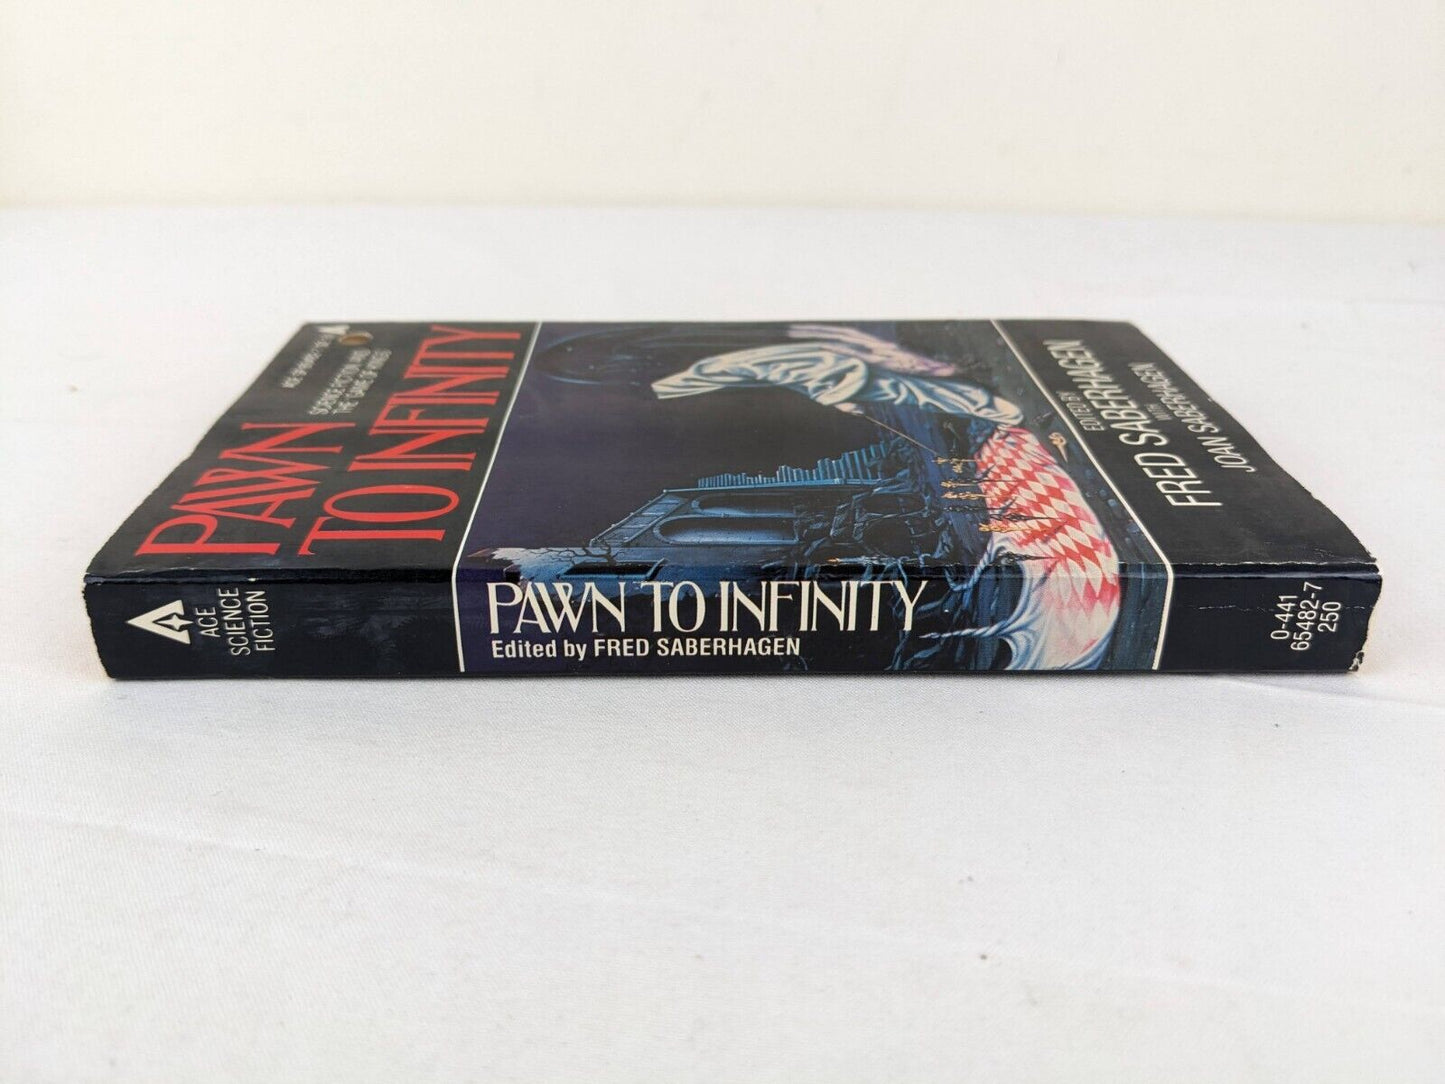 PAWN
TO INFINITY
SCIENCE FICTION AND
THE GAME OF KINGS!
EDITED BY
FRED SABERHAGEN
WITH
JOAN SABERHAGEN
ACE
SCIENCE
FICTION
PAWN TO INFINITY
Edited by FRED SABERHAGEN
0-441
65482-7
250